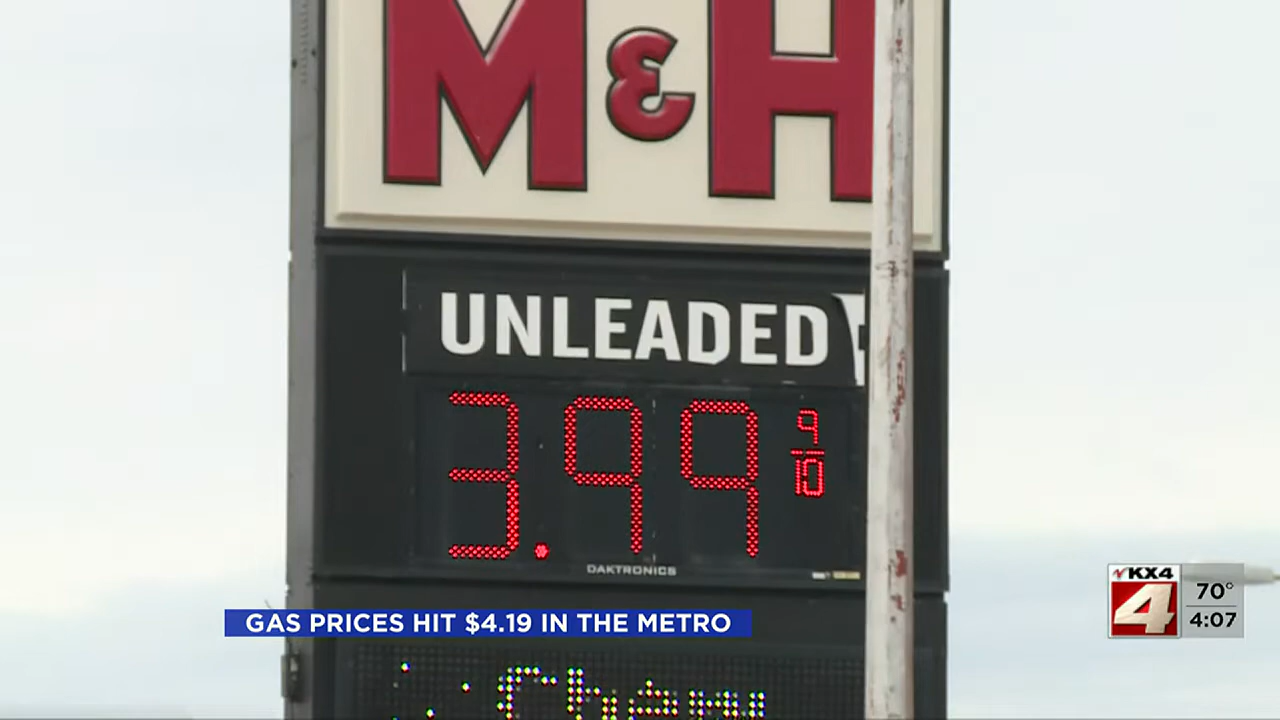 M&H
UNLEADED
3.99 9/10
DAKTRONICS
GAS PRICES HIT $4.19 IN THE METRO
KX4
4
70°
4:07